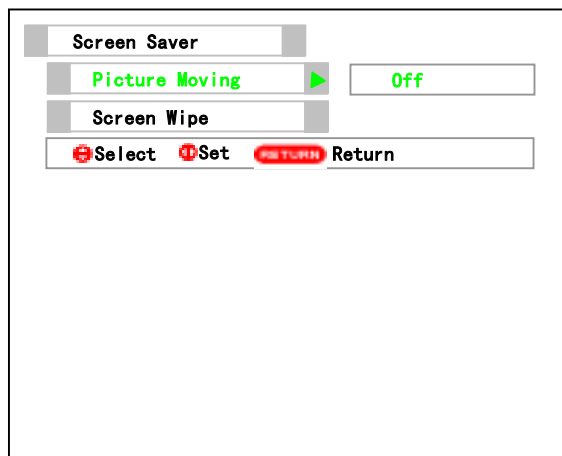 Screen Saver
Picture Moving Off
Screen Wipe
Select Set RETURN Return